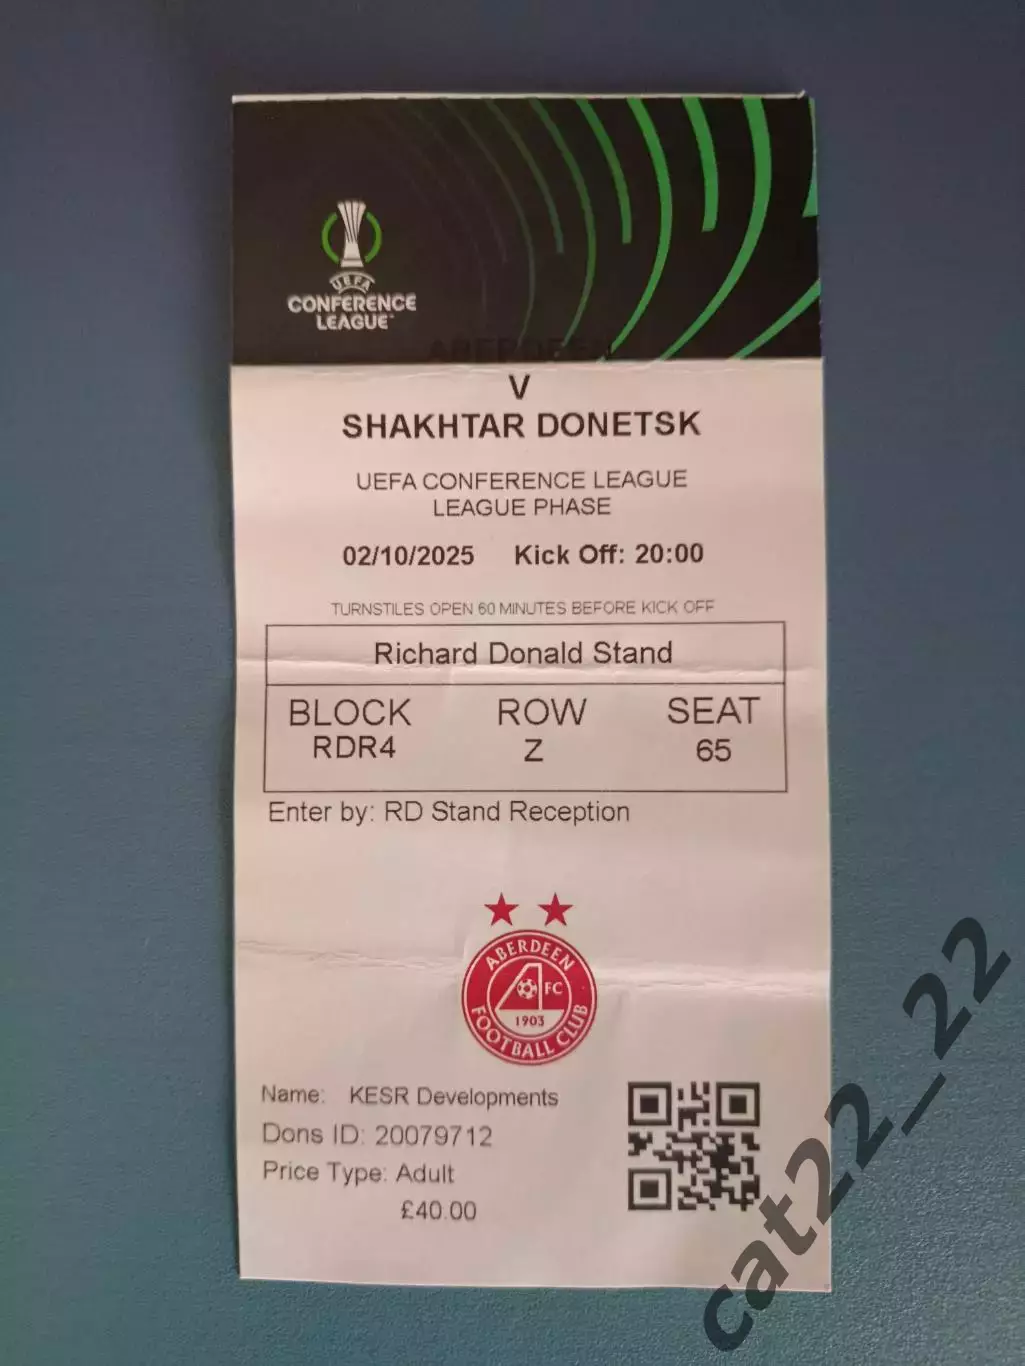 UEFA
CONFERENCE
LEAGUE™
ABERDEEN
V
SHAKHTAR DONETSK
UEFA CONFERENCE LEAGUE
LEAGUE PHASE
02/10/2025 Kick Off: 20:00
TURNSTILES OPEN 60 MINUTES BEFORE KICK OFF
Richard Donald Stand
BLOCK ROW SEAT
RDR4 Z 65
Enter by: RD Stand Reception
ABERDEEN
FC
1903
FOOTBALL CLUB
Name: KESR Developments
Dons ID: 20079712
Price Type: Adult
£40.00
cat22_22